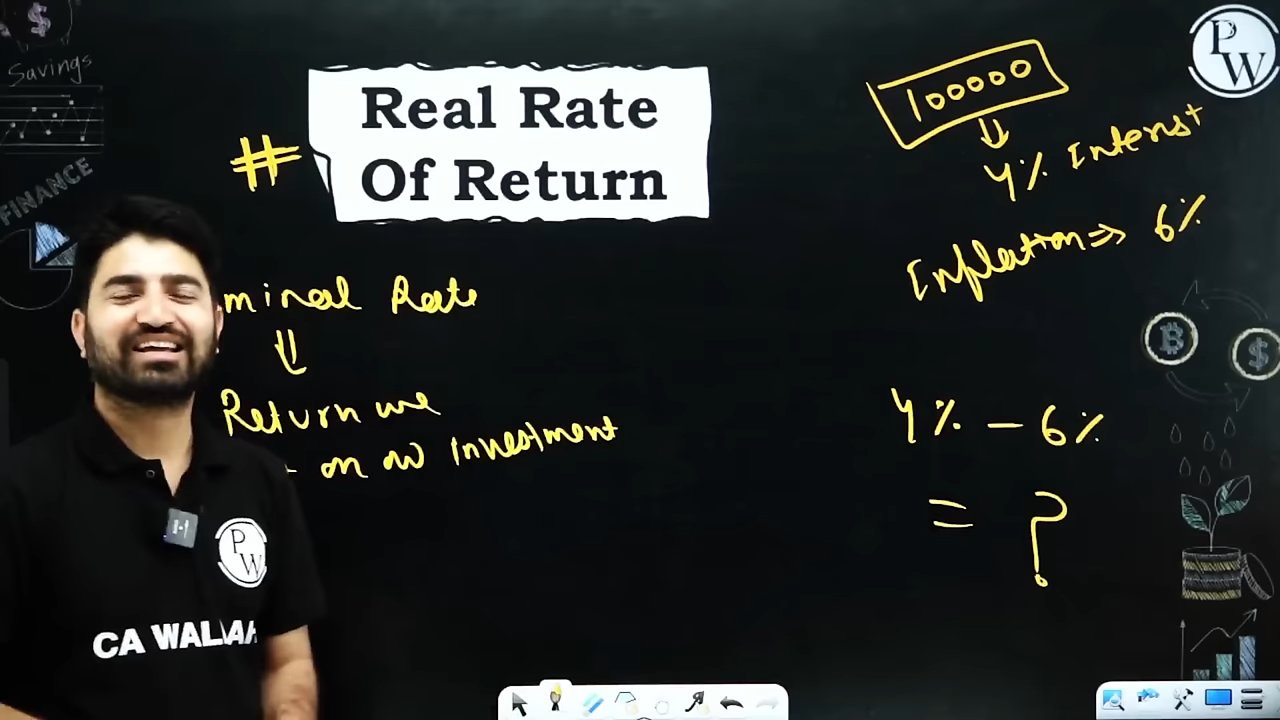 Savings
FINANCE
#
Real Rate
Of Return
minal Rate
Return we
on our Investment
100000
4% Interest
Inflation ⇒ 6%
4% - 6%
= ?
PW
PW
CA WALLAH